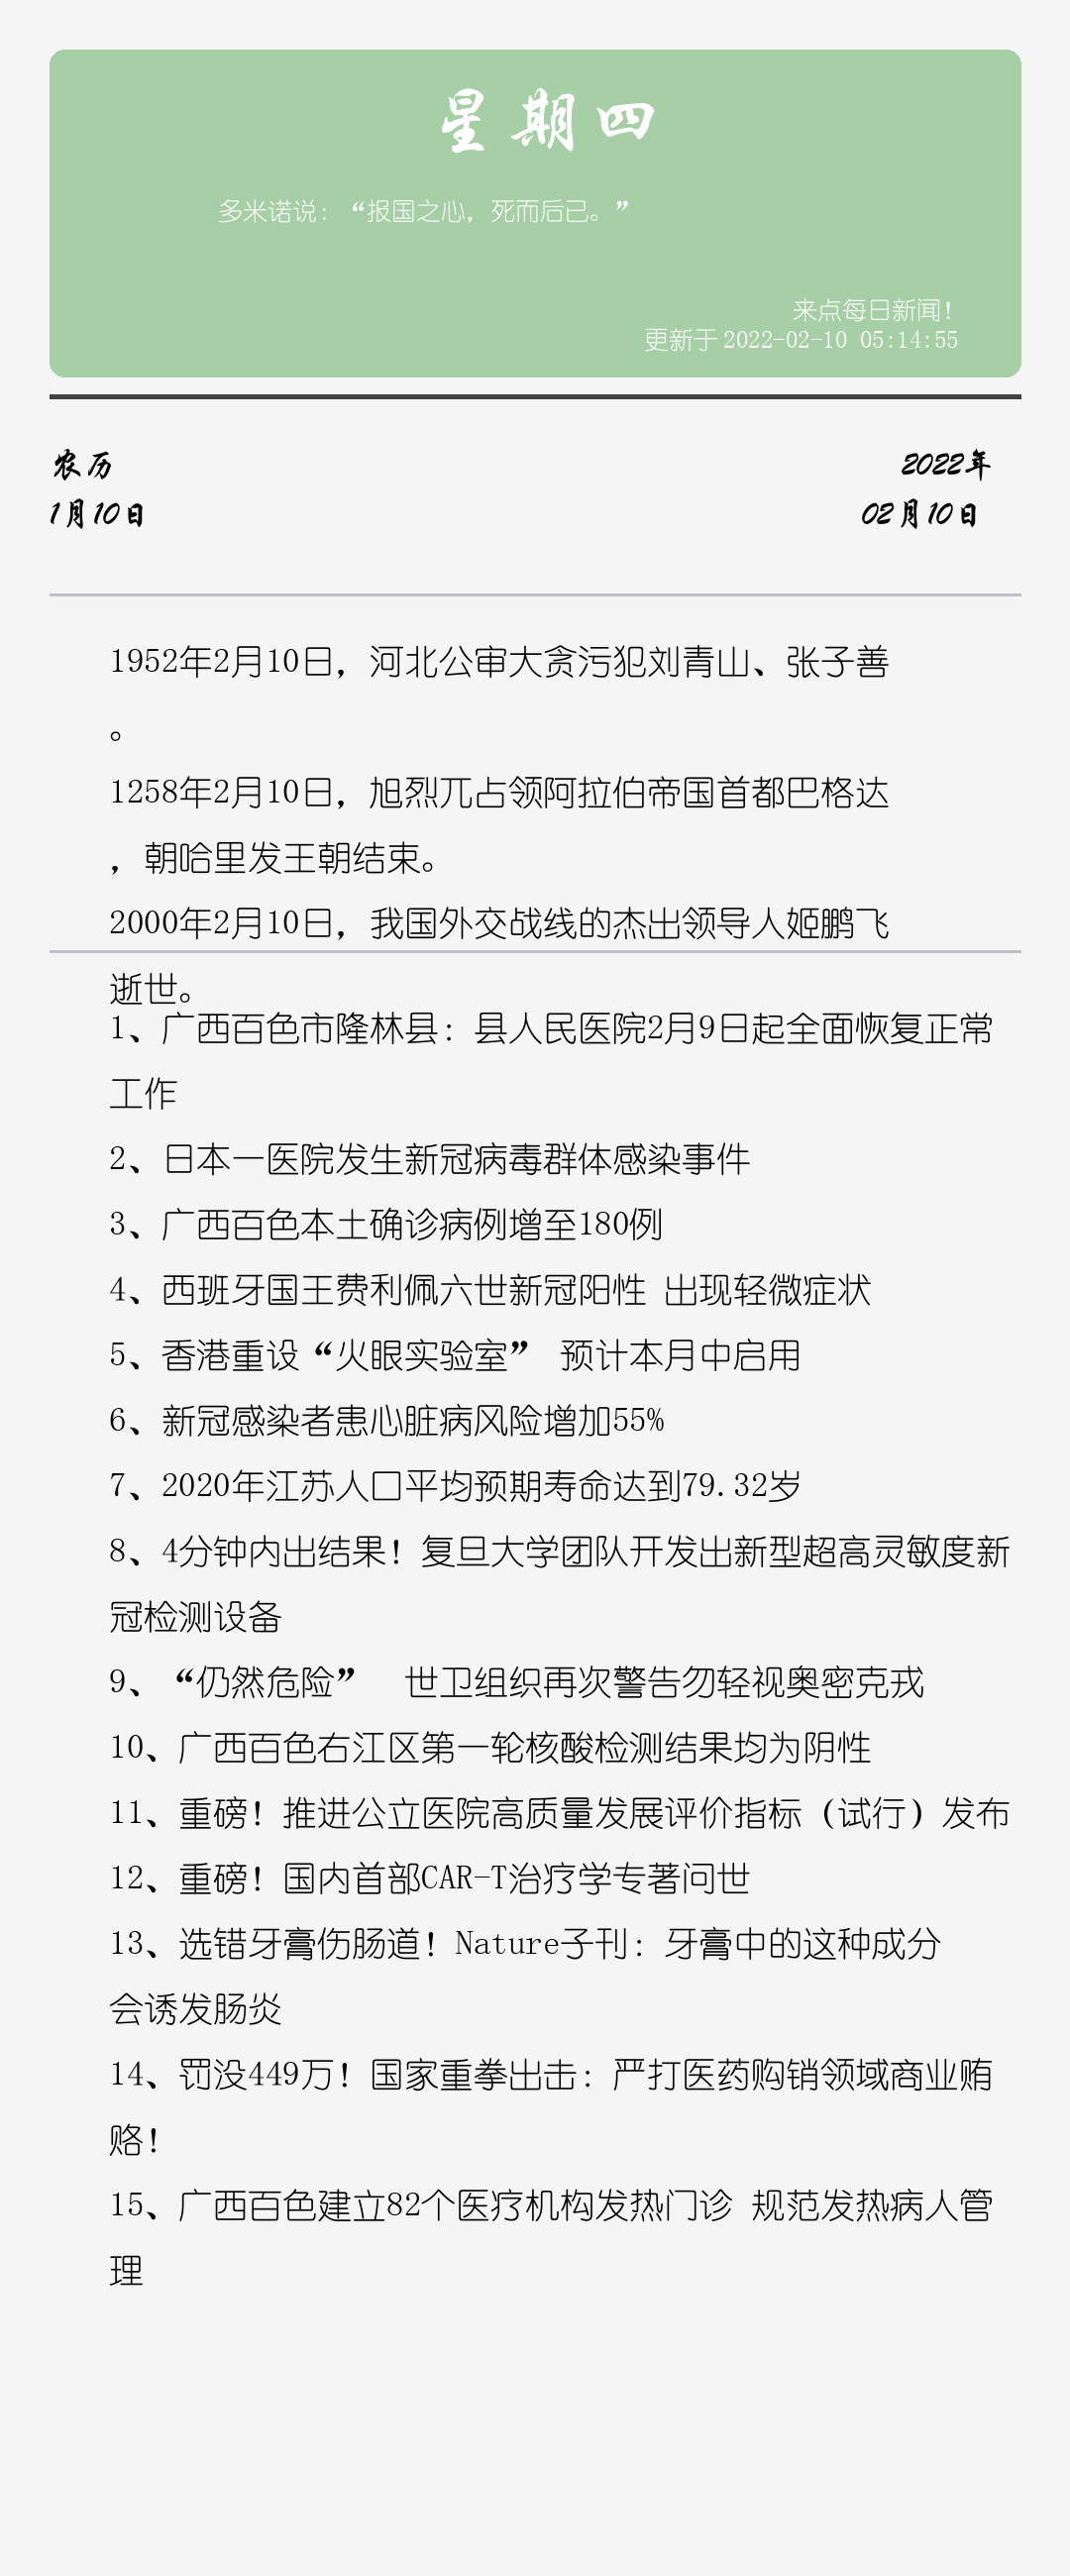 星期四
多米诺说：“报国之心，死而后已。”
来点每日新闻！
更新于 2022-02-10 05:14:55
农历
1月10日
2022年
02月10日
1952年2月10日，河北公审大贪污犯刘青山、张子善
。
1258年2月10日，旭烈兀占领阿拉伯帝国首都巴格达
，朝哈里发王朝结束。
2000年2月10日，我国外交战线的杰出领导人姬鹏飞
逝世。
1、广西百色市隆林县：县人民医院2月9日起全面恢复正常
工作
2、日本一医院发生新冠病毒群体感染事件
3、广西百色本土确诊病例增至180例
4、西班牙国王费利佩六世新冠阳性 出现轻微症状
5、香港重设“火眼实验室” 预计本月中启用
6、新冠感染者患心脏病风险增加55%
7、2020年江苏人口平均预期寿命达到79.32岁
8、4分钟内出结果！复旦大学团队开发出新型超高灵敏度新
冠检测设备
9、“仍然危险”  世卫组织再次警告勿轻视奥密克戎
10、广西百色右江区第一轮核酸检测结果均为阴性
11、重磅！推进公立医院高质量发展评价指标（试行）发布
12、重磅！国内首部CAR-T治疗学专著问世
13、选错牙膏伤肠道！Nature子刊：牙膏中的这种成分
会诱发肠炎
14、罚没449万！国家重拳出击：严打医药购销领域商业贿
赂！
15、广西百色建立82个医疗机构发热门诊 规范发热病人管
理